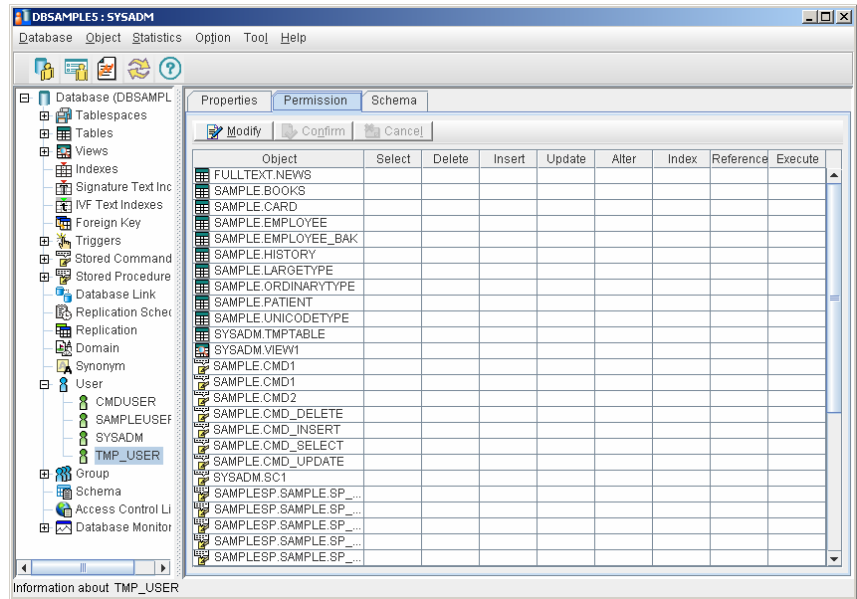 DBSAMPLE5 : SYSADM
Database Object Statistics Option Tool Help
Database (DBSAMPL
Tablespaces
Tables
Views
Indexes
Signature Text Inc
IVF Text Indexes
Foreign Key
Triggers
Stored Command
Stored Procedure
Database Link
Replication Sched
Replication
Domain
Synonym
User
CMDUSER
SAMPLEUSER
SYSADM
TMP_USER
Group
Schema
Access Control Li
Database Monitor
Properties Permission Schema
Modify Confirm Cancel
Object Select Delete Insert Update Alter Index Reference Execute
FULLTEXT.NEWS
SAMPLE.BOOKS
SAMPLE.CARD
SAMPLE.EMPLOYEE
SAMPLE.EMPLOYEE_BAK
SAMPLE.HISTORY
SAMPLE.LARGETYPE
SAMPLE.ORDINARYTYPE
SAMPLE.PATIENT
SAMPLE.UNICODETYPE
SYSADM.TMPTABLE
SYSADM.VIEW1
SAMPLE.CMD1
SAMPLE.CMD1
SAMPLE.CMD2
SAMPLE.CMD_DELETE
SAMPLE.CMD_INSERT
SAMPLE.CMD_SELECT
SAMPLE.CMD_UPDATE
SYSADM.SC1
SAMPLESP.SAMPLE.SP_...
SAMPLESP.SAMPLE.SP_...
SAMPLESP.SAMPLE.SP_...
SAMPLESP.SAMPLE.SP_...
SAMPLESP.SAMPLE.SP_...
Information about TMP_USER